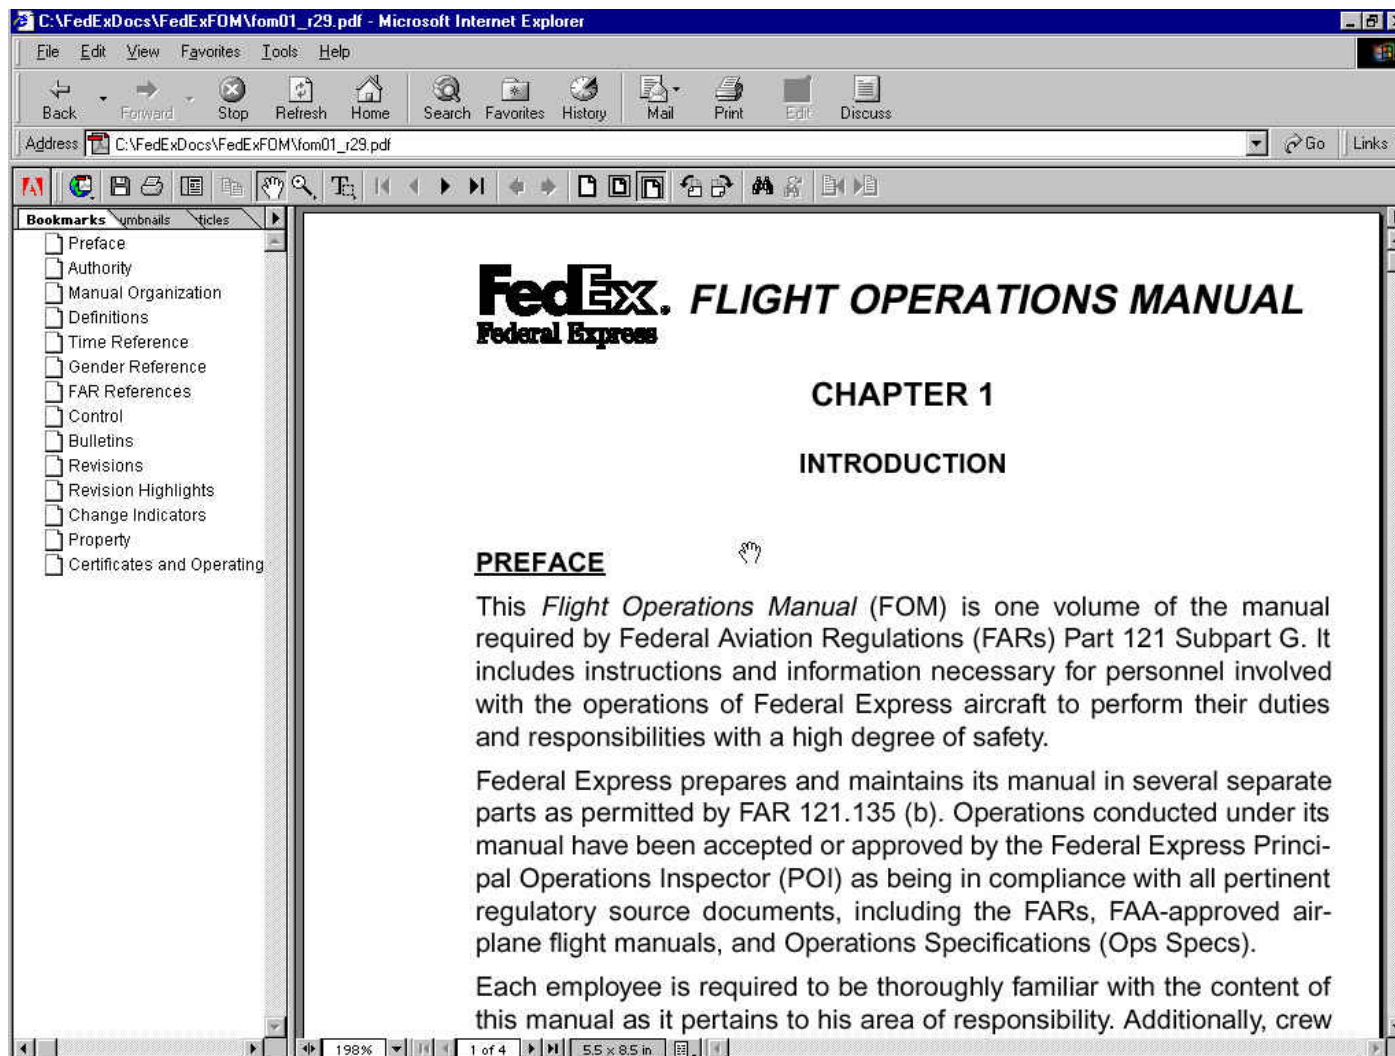 C:\FedExDocs\FedExFOM\fom01_r29.pdf - Microsoft Internet Explorer
File Edit View Favorites Tools Help
Back Forward Stop Refresh Home Search Favorites History Mail Print Edit Discuss
Address C:\FedExDocs\FedExFOM\fom01_r29.pdf Go Links
Bookmarks umbnails ticles
Preface
Authority
Manual Organization
Definitions
Time Reference
Gender Reference
FAR References
Control
Bulletins
Revisions
Revision Highlights
Change Indicators
Property
Certificates and Operating
FedEx. FLIGHT OPERATIONS MANUAL
Federal Express
CHAPTER 1
INTRODUCTION
PREFACE
This Flight Operations Manual (FOM) is one volume of the manual
required by Federal Aviation Regulations (FARs) Part 121 Subpart G. It
includes instructions and information necessary for personnel involved
with the operations of Federal Express aircraft to perform their duties
and responsibilities with a high degree of safety.
Federal Express prepares and maintains its manual in several separate
parts as permitted by FAR 121.135 (b). Operations conducted under its
manual have been accepted or approved by the Federal Express Princi-
pal Operations Inspector (POI) as being in compliance with all pertinent
regulatory source documents, including the FARs, FAA-approved air-
plane flight manuals, and Operations Specifications (Ops Specs).
Each employee is required to be thoroughly familiar with the content of
this manual as it pertains to his area of responsibility. Additionally, crew
198% 1 of 4 5.5 x 8.5 in